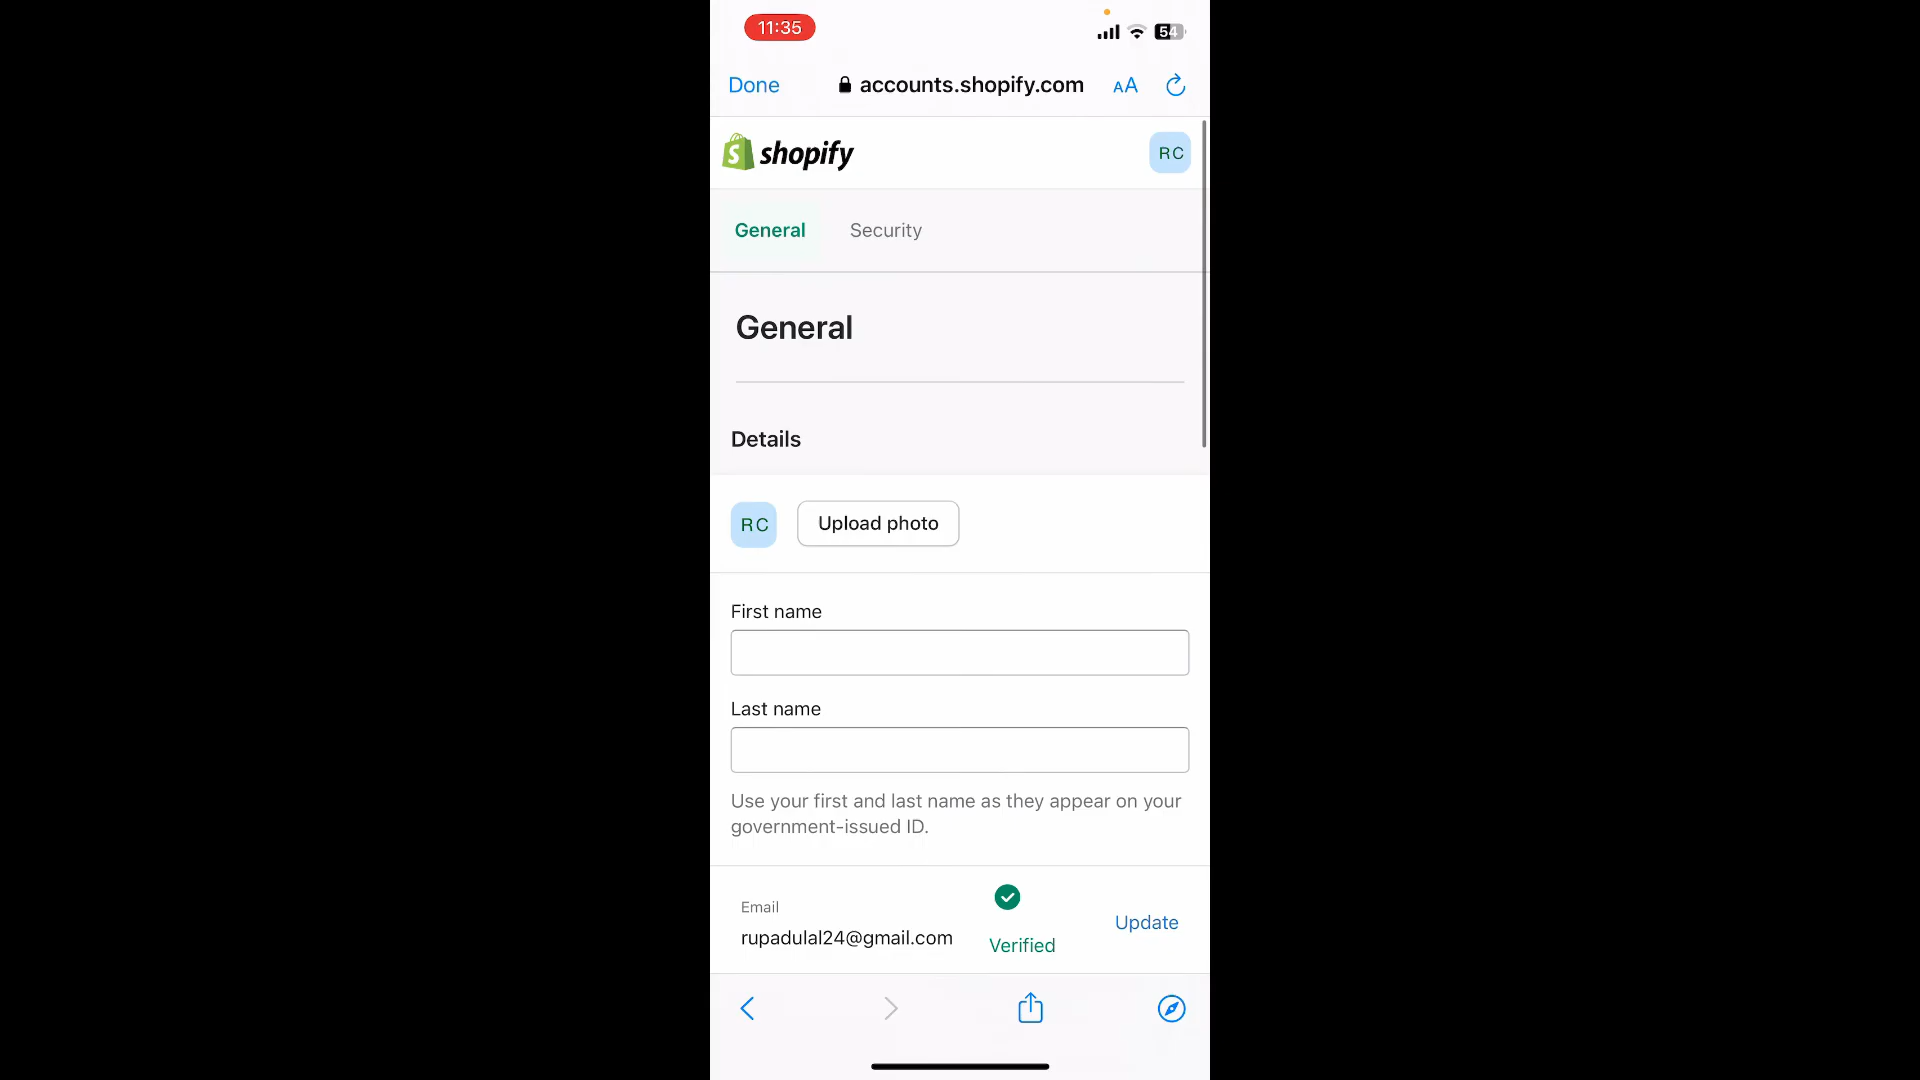 11:35
54
Done
accounts.shopify.com
AA
shopify
RC
General
Security
General
Details
RC
Upload photo
First name
Last name
Use your first and last name as they appear on your
government-issued ID.
Email
rupadulal24@gmail.com
Verified
Update